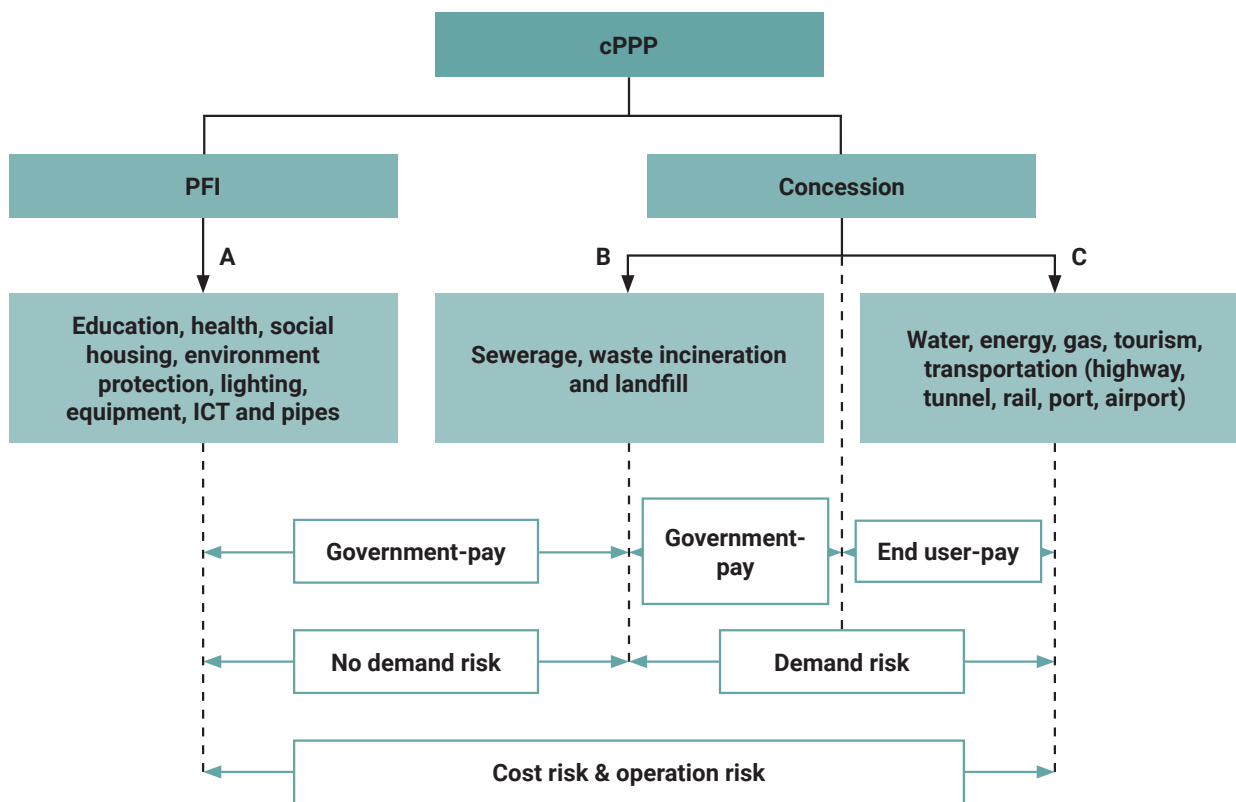 cPPP
PFI
Concession
A
B
C
Education, health, social
housing, environment
protection, lighting,
equipment, ICT and pipes
Sewerage, waste incineration
and landfill
Water, energy, gas, tourism,
transportation (highway,
tunnel, rail, port, airport)
Government-pay
Government-
pay
End user-pay
No demand risk
Demand risk
Cost risk & operation risk